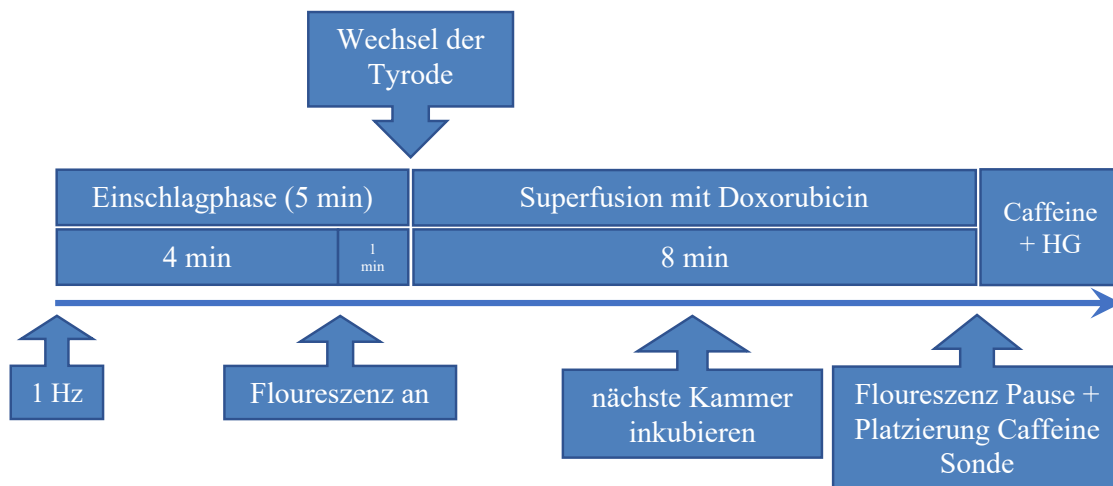 Wechsel der
Tyrode
Einschlagphase (5 min)
Superfusion mit Doxorubicin
Caffeine
+ HG
4 min
1
min
8 min
1 Hz
Floureszenz an
nächste Kammer
inkubieren
Floureszenz Pause +
Platzierung Caffeine
Sonde